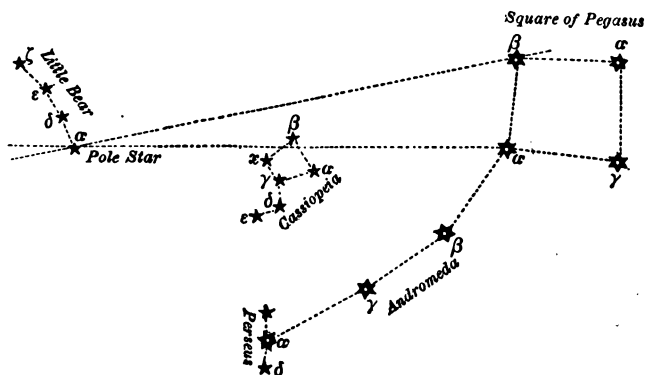 Square of Pegasus
β
α
ζ
Little Bear
ε
δ
α
Pole Star
β
x
α
γ
δ
ε
Cassiopeia
α
γ
β
γ
Andromeda
Perseus
α
δ